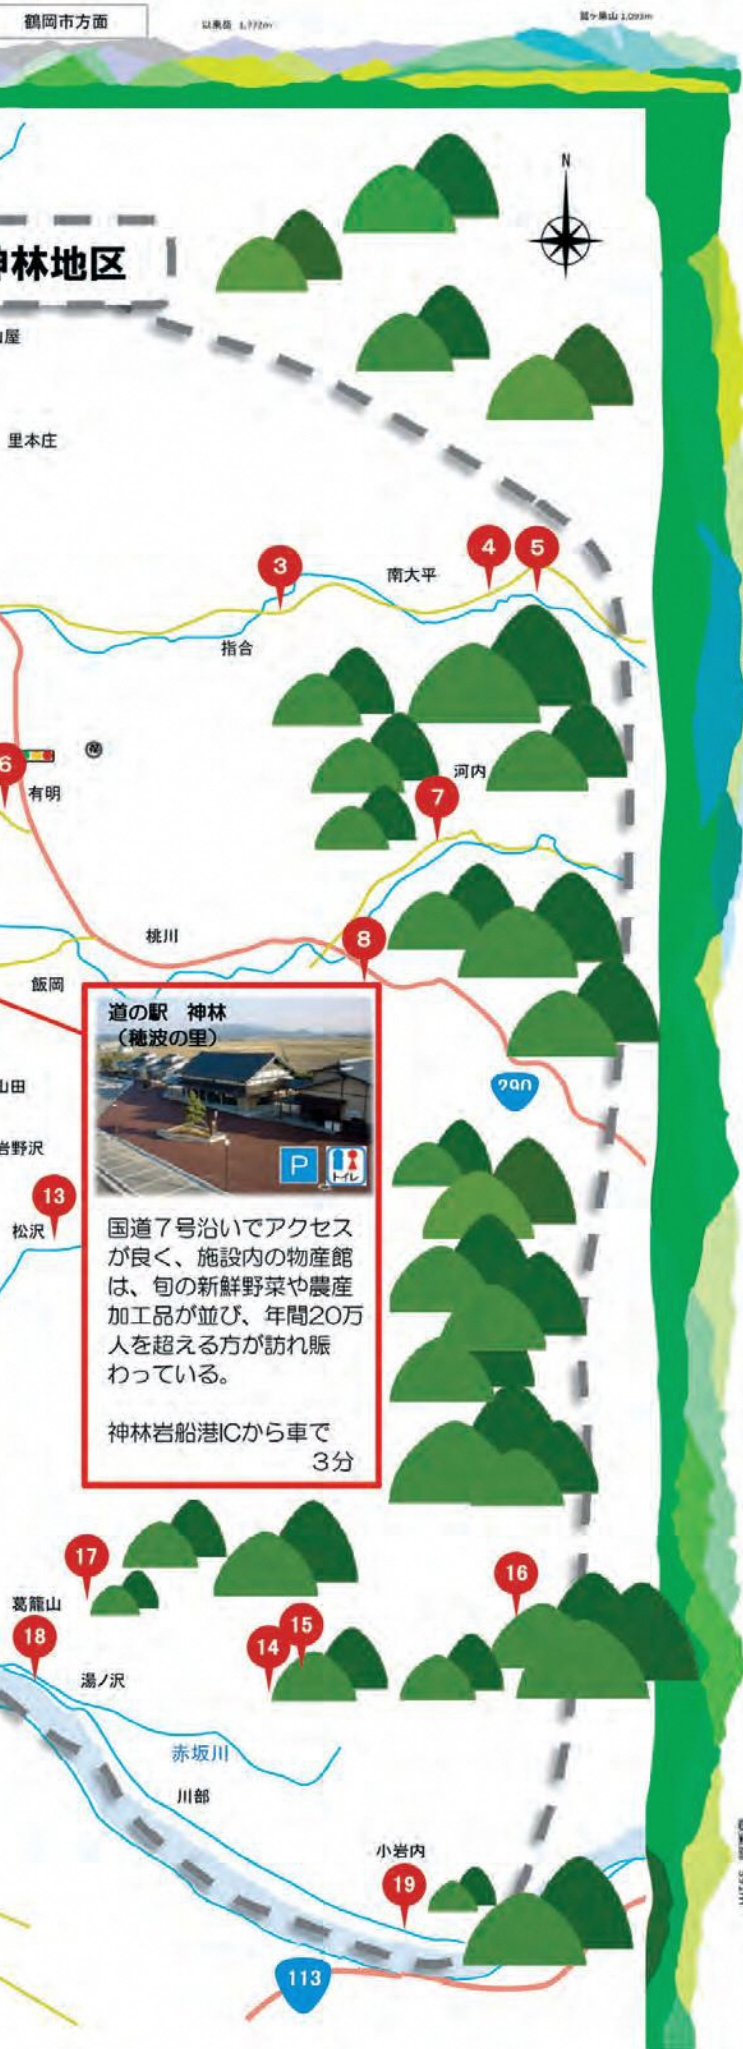 鶴岡市方面
以東岳 1,772m
N
神林地区
里本庄
3
4
5
南大平
指合
6
有明
河内
7
桃川
8
飯岡
道の駅 神林
(穂波の里)
P
トイレ
290
山田
岩野沢
13
松沢
国道7号沿いでアクセス
が良く、施設内の物産館
は、旬の新鮮野菜や農産
加工品が並び、年間20万
人を超える方が訪れ賑
わっている。
神林岩船港ICから車で
3分
17
16
葛籠山
18
15
14
湯ノ沢
赤坂川
川部
小岩内
19
113